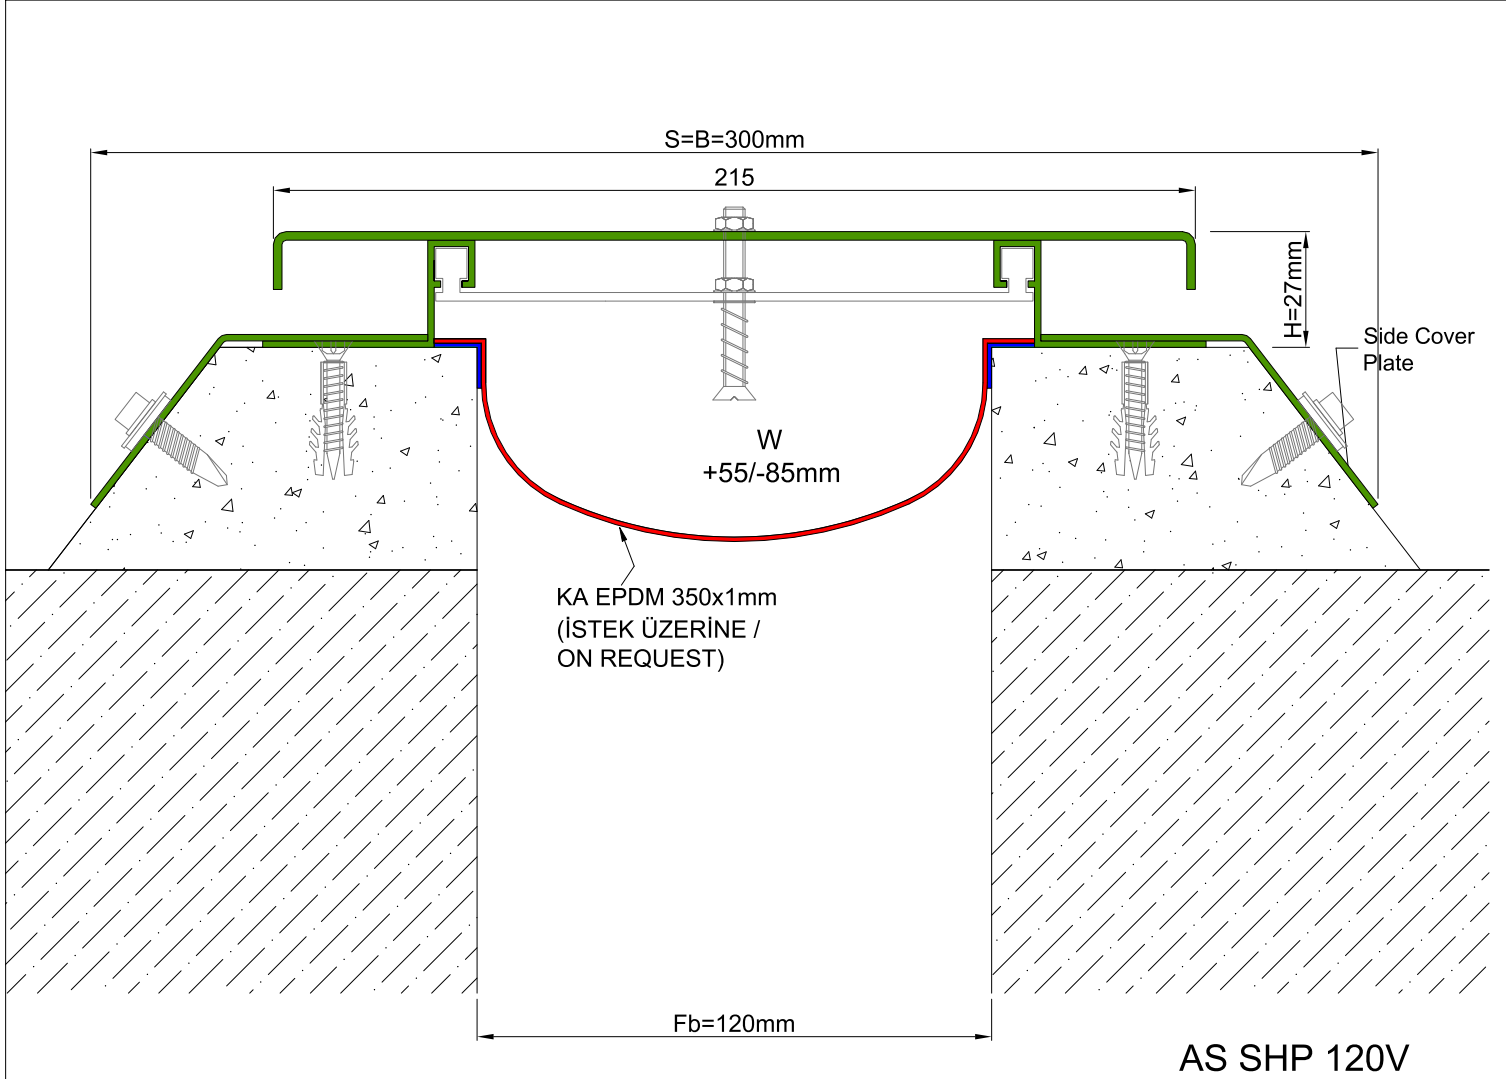 S=B=300mm
215
H=27mm
Side Cover
Plate
W
+55/-85mm
KA EPDM 350x1mm
(İSTEK ÜZERİNE /
ON REQUEST)
Fb=120mm
AS SHP 120V